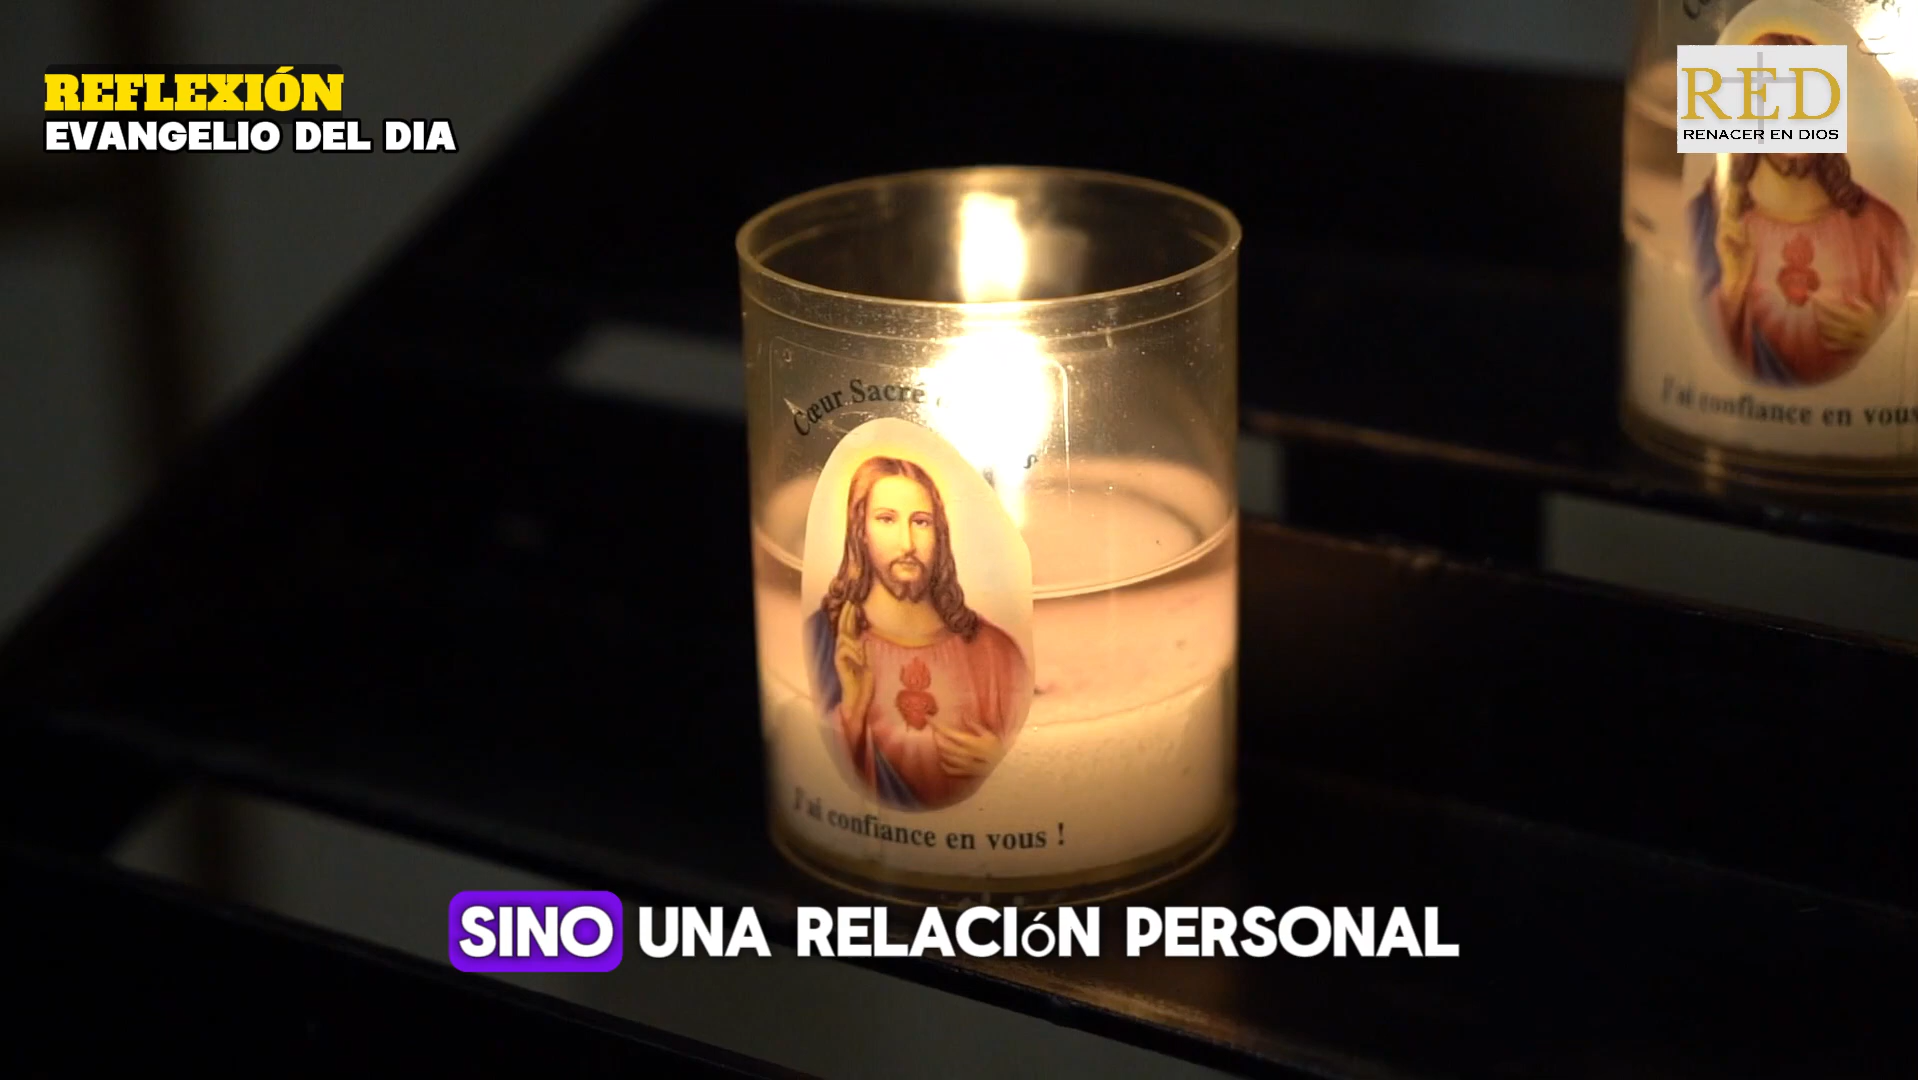 REFLEXIÓN
EVANGELIO DEL DIA
RED
RENACER EN DIOS
Cœur Sacré
J'ai confiance en vous !
J'ai confiance en vous
SINO UNA RELACIóN PERSONAL